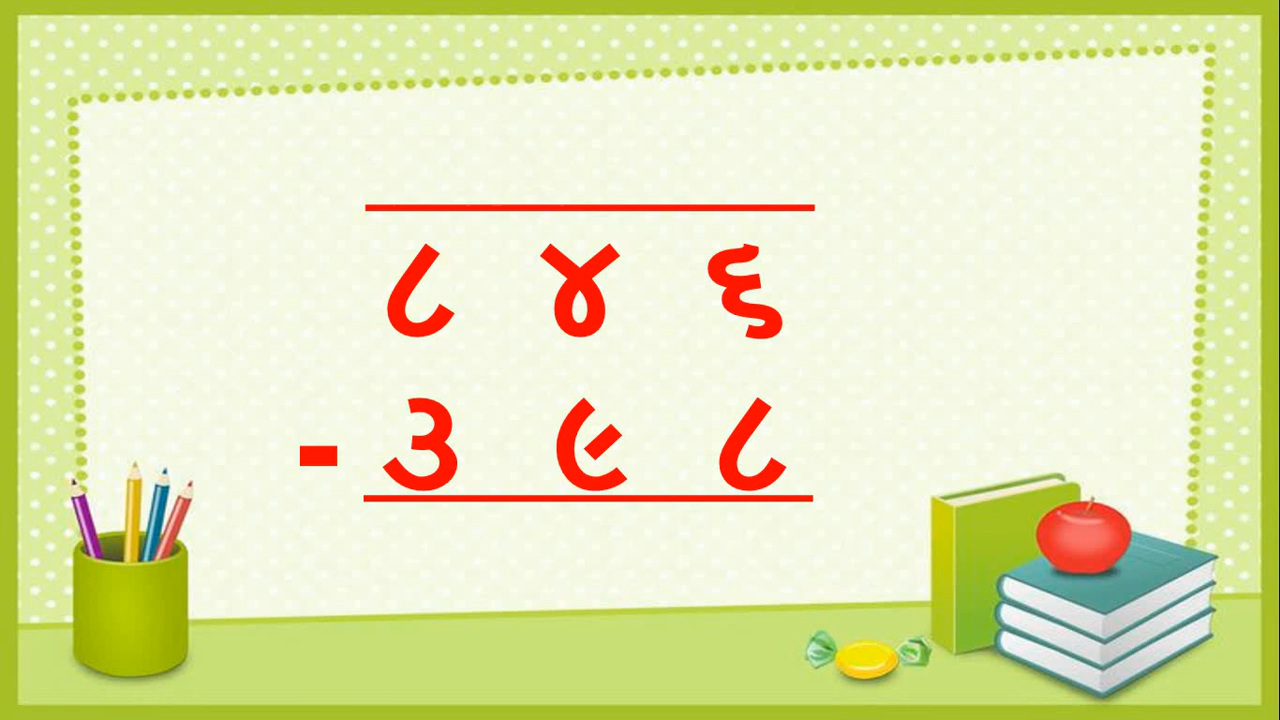 ૮ ૪ ૬
- ૩ ૯ ૮